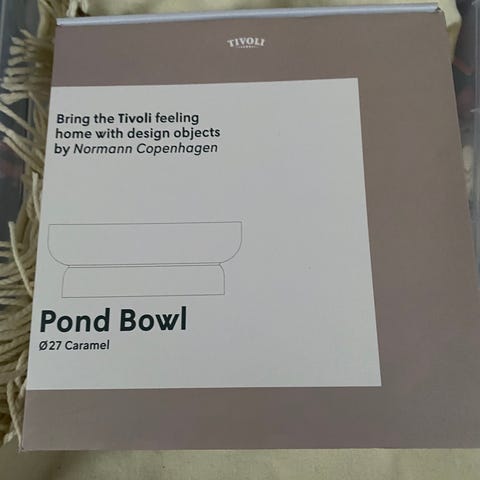 TIVOLI
Bring the Tivoli feeling
home with design objects
by Normann Copenhagen
Pond Bowl
Ø27 Caramel